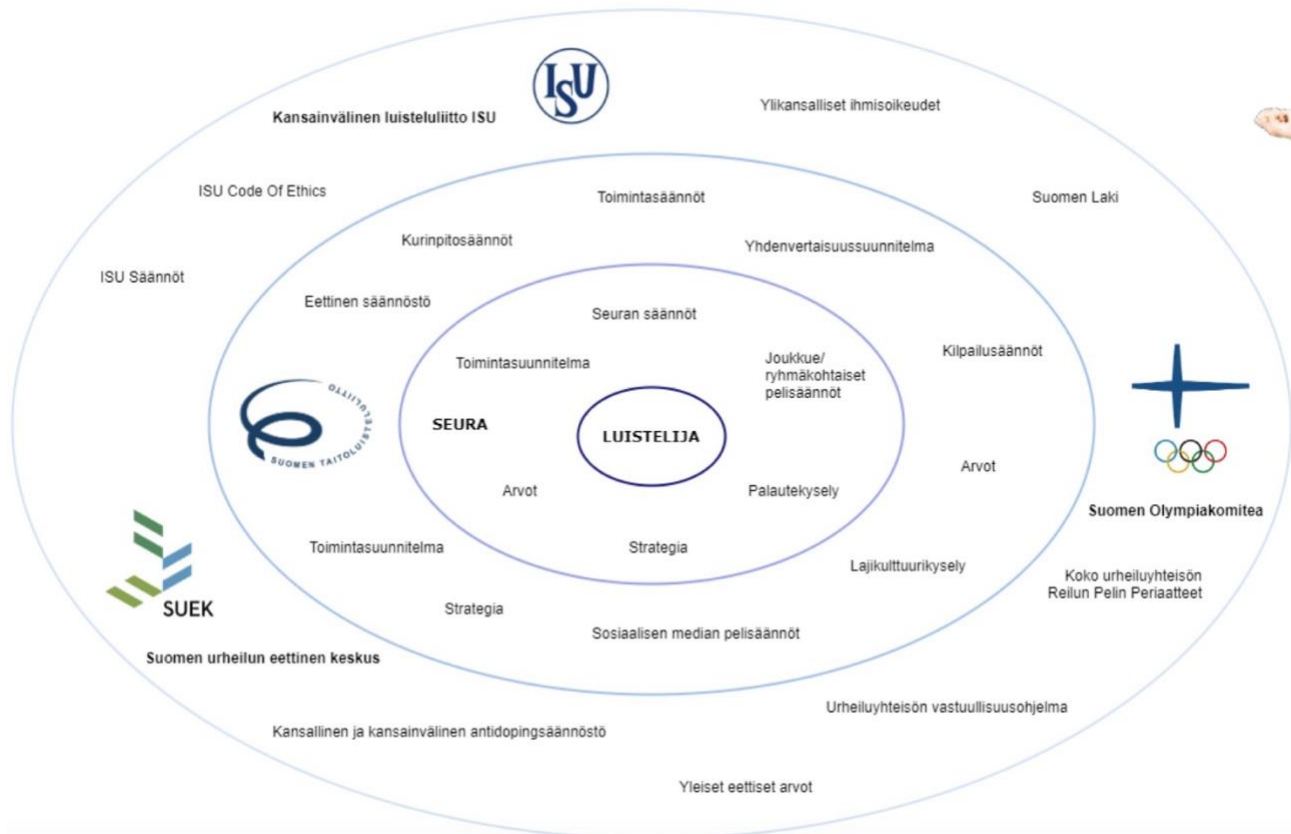 ISU
Kansainvälinen luisteluliitto ISU
Ylikansalliset ihmisoikeudet
ISU Code Of Ethics
Toimintasäännöt
Suomen Laki
Kurinpitosäännöt
Yhdenvertaisuussuunnitelma
ISU Säännöt
Eettinen säännöstö
Seuran säännöt
Toimintasuunnitelma
Joukkue/
ryhmäkohtaiset
pelisäännöt
Kilpailusäännöt
SUOMEN TAITOLUISTELULIITTO
SEURA
LUISTELIJA
Arvot
Palautekysely
Arvot
Suomen Olympiakomitea
Toimintasuunnitelma
Strategia
Lajikulttuurikysely
Koko urheiluyhteisön
Reilun Pelin Periaatteet
SUEK
Strategia
Sosiaalisen median pelisäännöt
Suomen urheilun eettinen keskus
Urheiluyhteisön vastuullisuusohjelma
Kansallinen ja kansainvälinen antidopingsäännöstö
Yleiset eettiset arvot